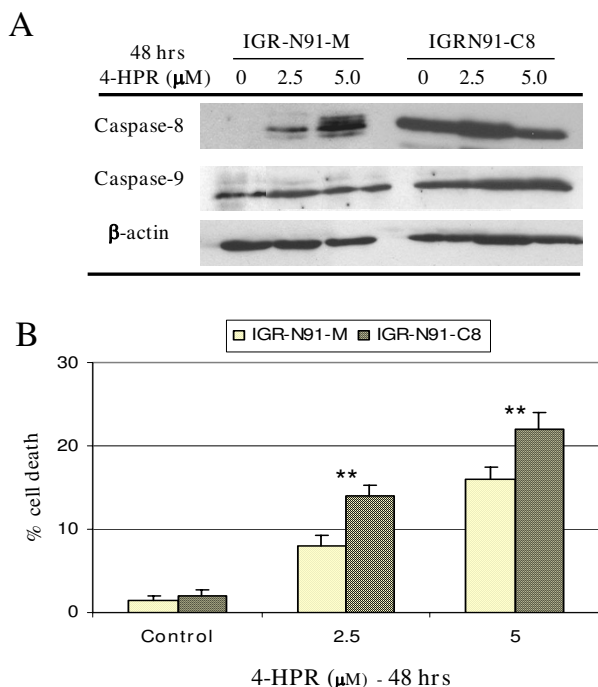 A
48 hrs IGR-N91-M IGRN91-C8
4-HPR (μM) 0 2.5 5.0 0 2.5 5.0
Caspase-8
Caspase-9
β-actin
B
IGR-N91-M IGR-N91-C8
30
20
10
0
% cell death
** **
Control 2.5 5
4-HPR (μM) - 48 hrs